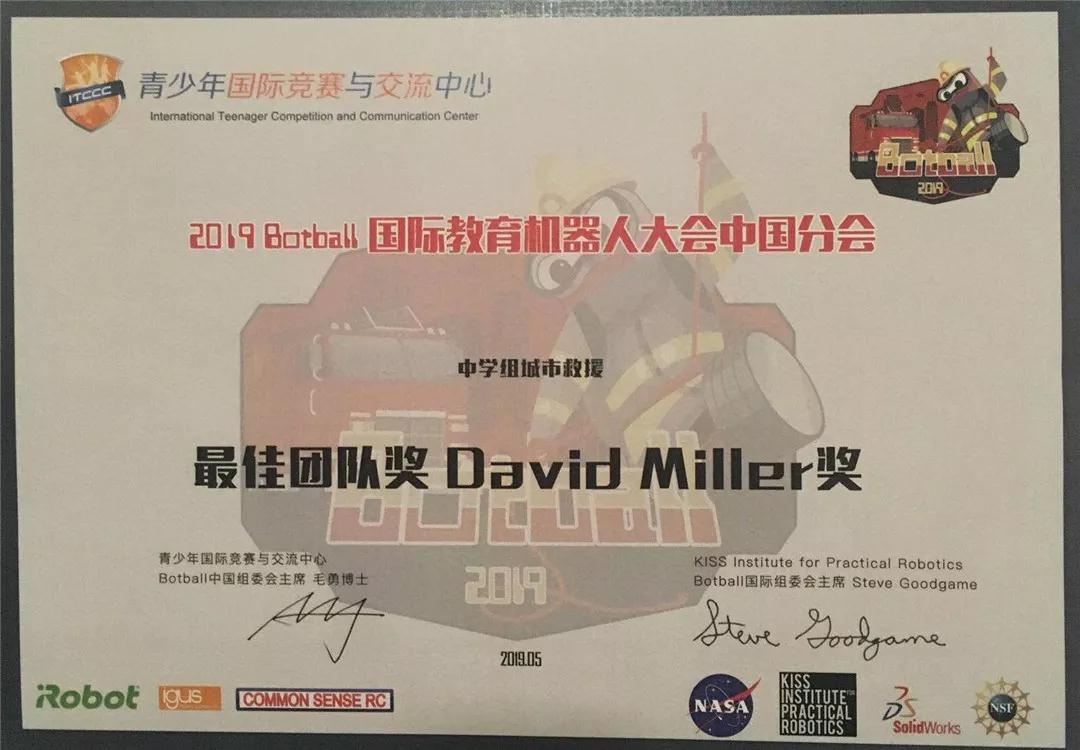 ITCCC
青少年国际竞赛与交流中心
International Teenager Competition and Communication Center
Botball
2019
2019 Botball 国际教育机器人大会中国分会
中学组城市救援
最佳团队奖 David Miller奖
Botball
2019
青少年国际竞赛与交流中心
Botball中国组委会主席 毛勇博士
KISS Institute for Practical Robotics
Botball国际组委会主席 Steve Goodgame
Steve Goodgame
2019.05
iRobot
igus
COMMON SENSE RC
NASA
KISS
INSTITUTE FOR
PRACTICAL
ROBOTICS
SolidWorks
NSF